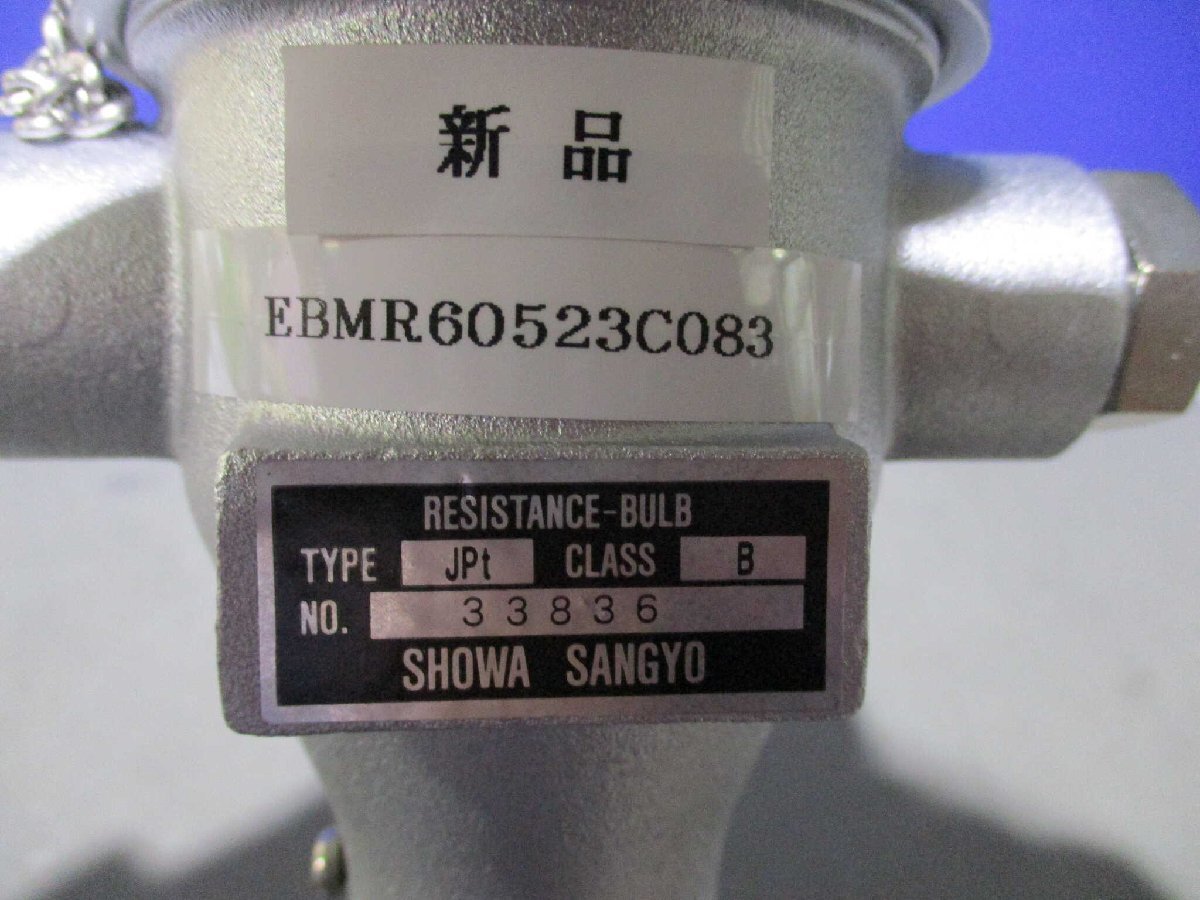 新品
EBMR60523C083
RESISTANCE-BULB
TYPE JPt CLASS B
NO. 33836
SHOWA SANGYO